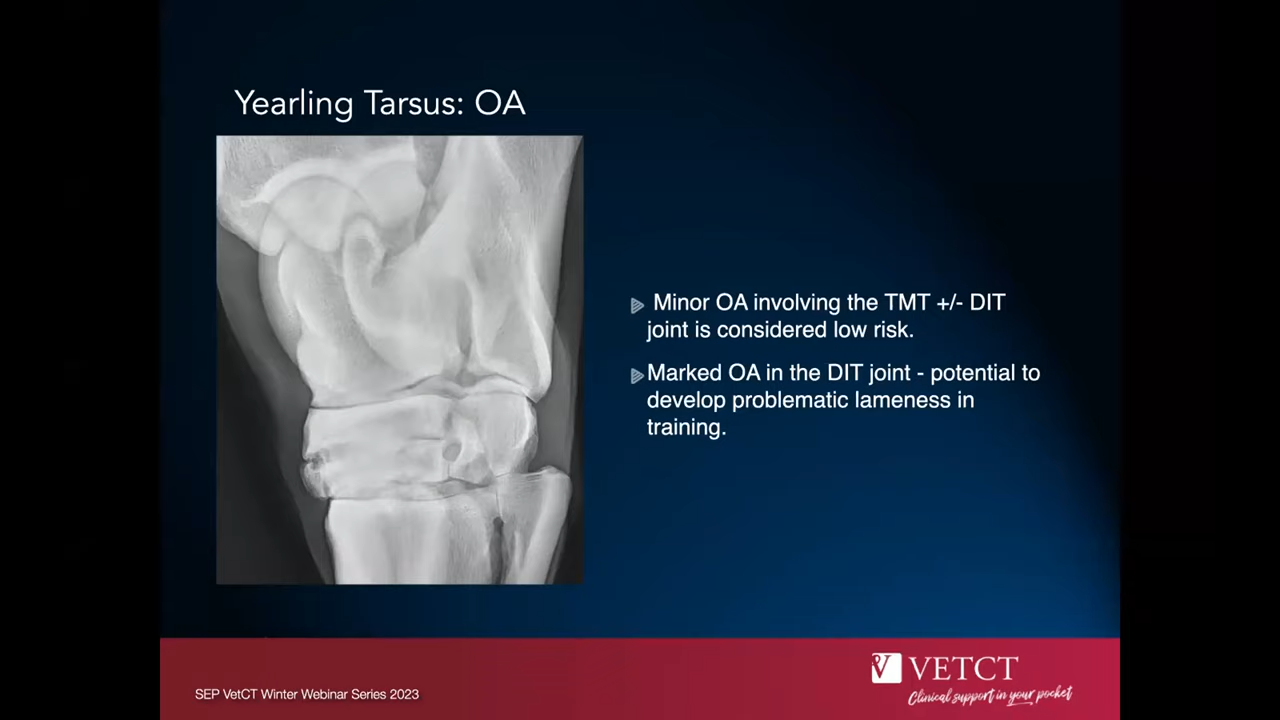 Yearling Tarsus: OA
Minor OA involving the TMT +/- DIT
joint is considered low risk.
Marked OA in the DIT joint - potential to
develop problematic lameness in
training.
SEP VetCT Winter Webinar Series 2023
V VETCT
Clinical support in your pocket